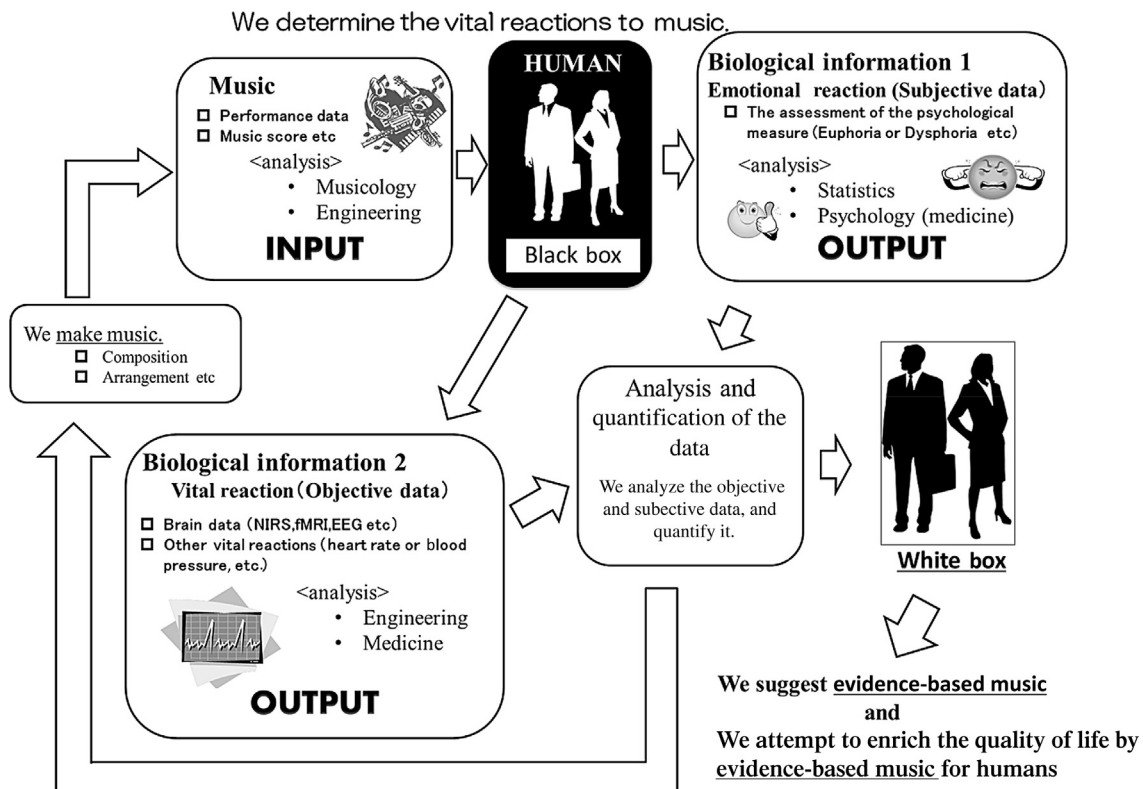 We determine the vital reactions to music.
Music
□ Performance data
□ Music score etc
<analysis>
• Musicology
• Engineering
INPUT
HUMAN
Black box
Biological information 1
Emotional reaction (Subjective data)
□ The assessment of the psychological
measure (Euphoria or Dysphoria etc)
<analysis>
• Statistics
• Psychology (medicine)
OUTPUT
We make music.
□ Composition
□ Arrangement etc
Biological information 2
Vital reaction (Objective data)
□ Brain data (NIRS,fMRI,EEG etc)
□ Other vital reactions (heart rate or blood
pressure, etc.)
<analysis>
• Engineering
• Medicine
OUTPUT
Analysis and
quantification of the
data
We analyze the objective
and subective data, and
quantify it.
White box
We suggest evidence-based music
and
We attempt to enrich the quality of life by
evidence-based music for humans